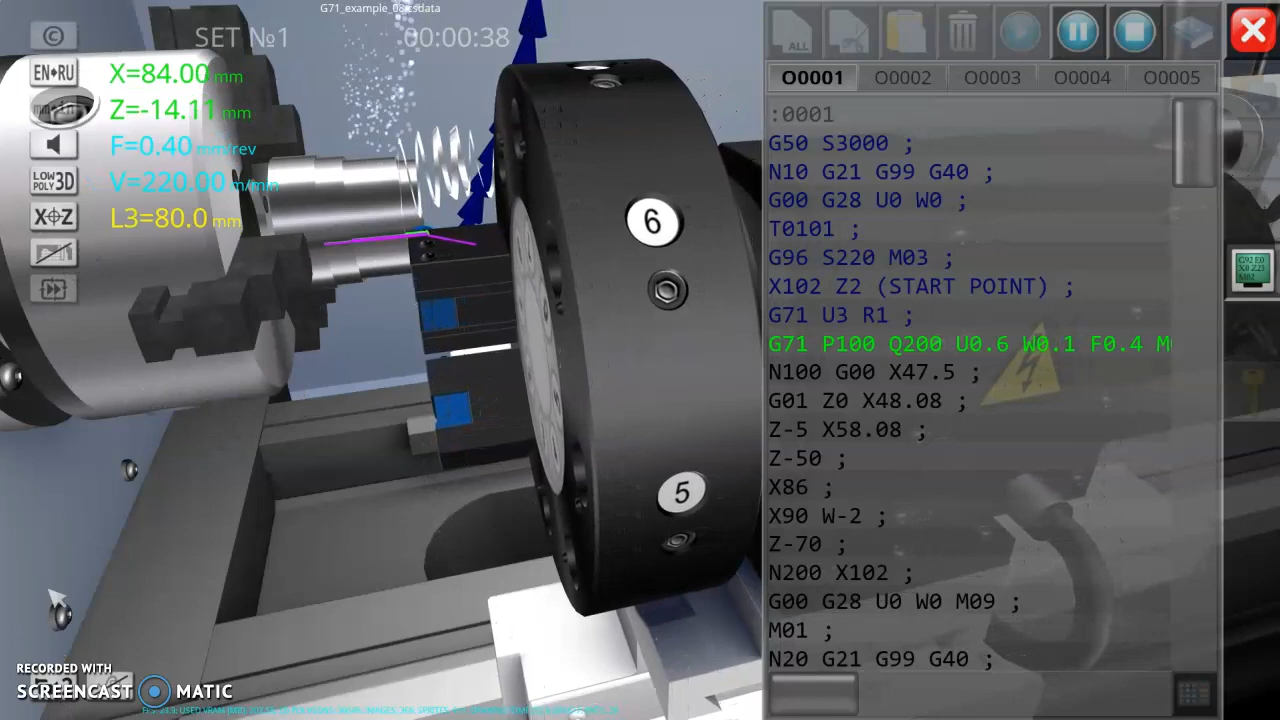 G71_example_08.csdata
SET №1 00:00:38
©
EN▸RU
X=84.00 mm
Z=-14.11 mm
F=0.40 mm/rev
V=220.00 m/min
LOW POLY 3D
X Z
L3=80.0 mm
6
5
ALL
O0001 O0002 O0003 O0004 O0005
:0001
G50 S3000 ;
N10 G21 G99 G40 ;
G00 G28 U0 W0 ;
T0101 ;
G96 S220 M03 ;
X102 Z2 (START POINT) ;
G71 U3 R1 ;
G71 P100 Q200 U0.6 W0.1 F0.4 M
N100 G00 X47.5 ;
G01 Z0 X48.08 ;
Z-5 X58.08 ;
Z-50 ;
X86 ;
X90 W-2 ;
Z-70 ;
N200 X102 ;
G00 G28 U0 W0 M09 ;
M01 ;
N20 G21 G99 G40 ;
RECORDED WITH
SCREENCAST MATIC